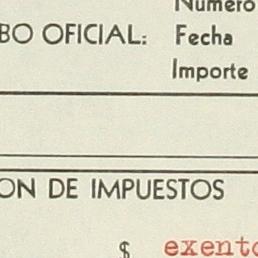 Número
BO OFICIAL: Fecha
Importe
ON DE IMPUESTOS
$ exento